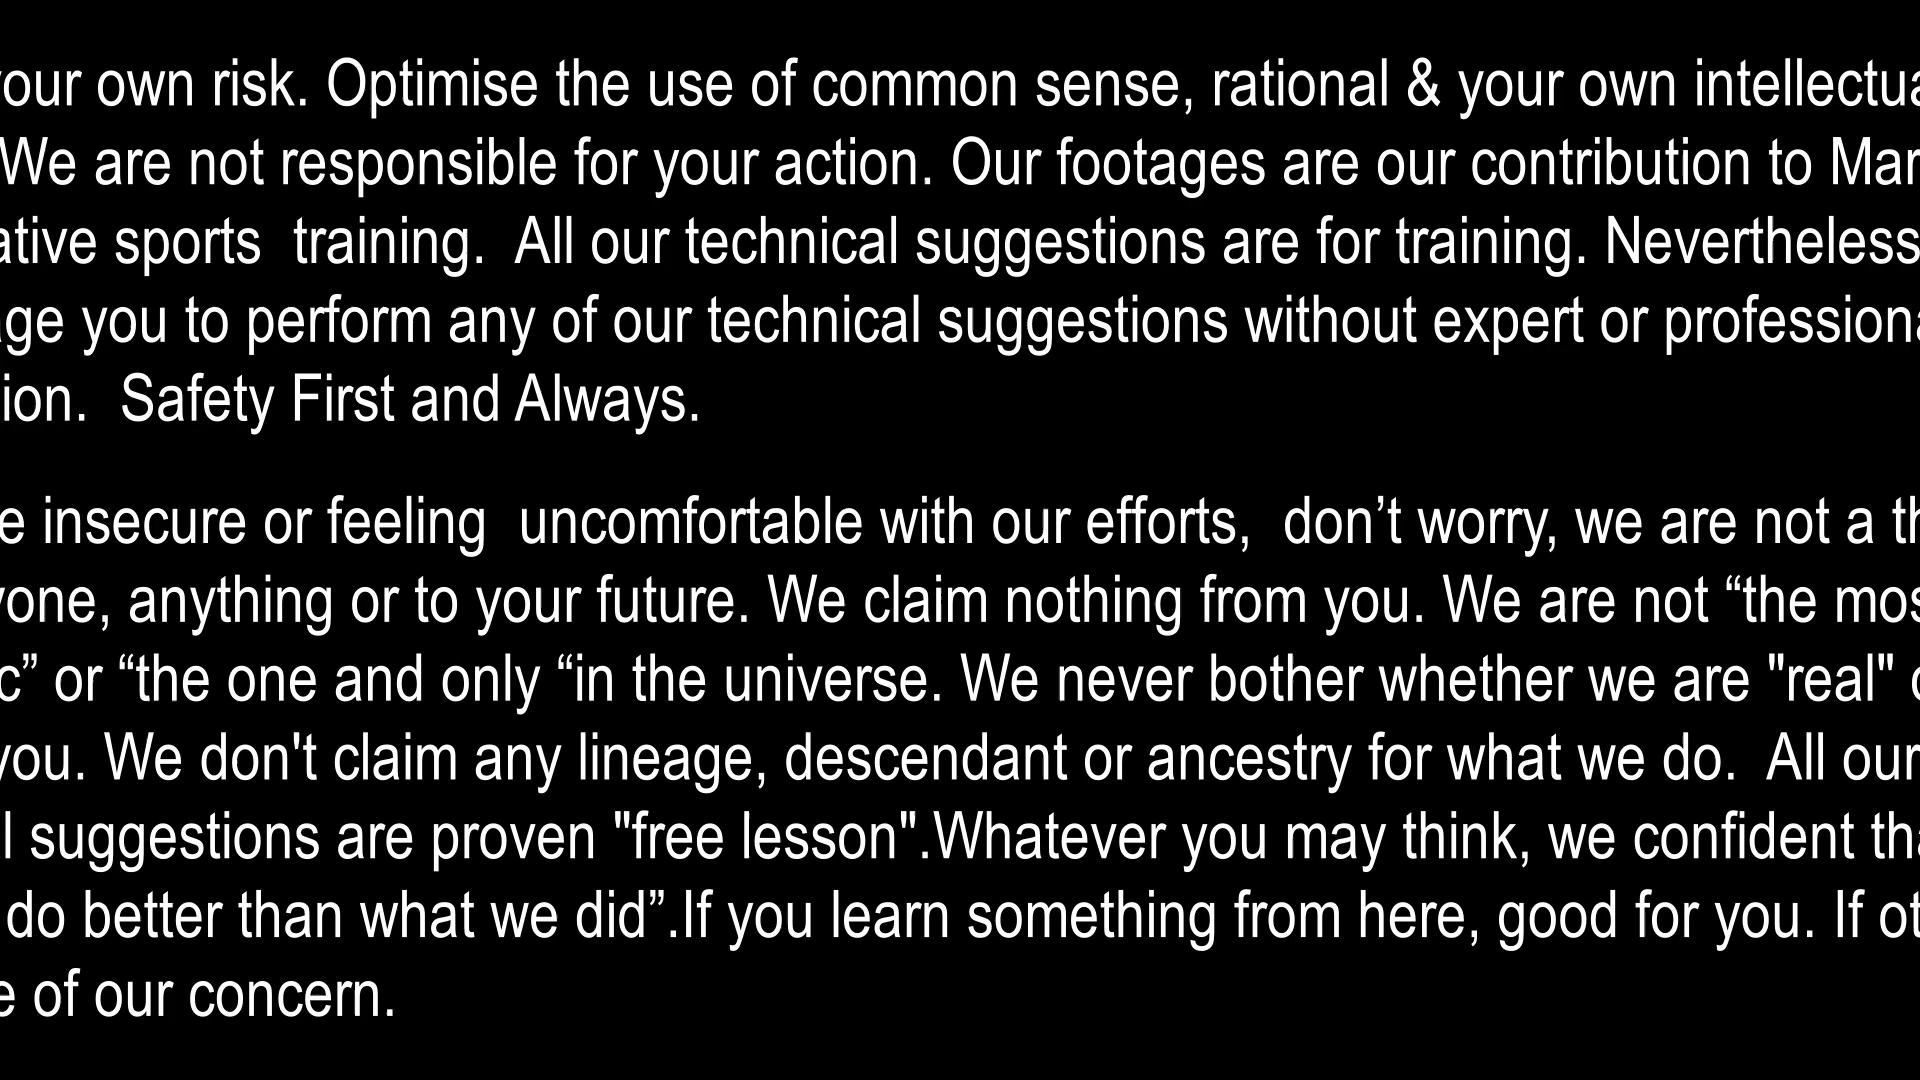 your own risk. Optimise the use of common sense, rational & your own intellectua
We are not responsible for your action. Our footages are our contribution to Mar
ative sports  training.  All our technical suggestions are for training. Nevertheless
age you to perform any of our technical suggestions without expert or professiona
ion.  Safety First and Always.
e insecure or feeling  uncomfortable with our efforts,  don’t worry, we are not a th
yone, anything or to your future. We claim nothing from you. We are not “the mos
c” or “the one and only “in the universe. We never bother whether we are "real" o
you. We don't claim any lineage, descendant or ancestry for what we do.  All our
l suggestions are proven "free lesson".Whatever you may think, we confident tha
do better than what we did”.If you learn something from here, good for you. If ot
e of our concern.